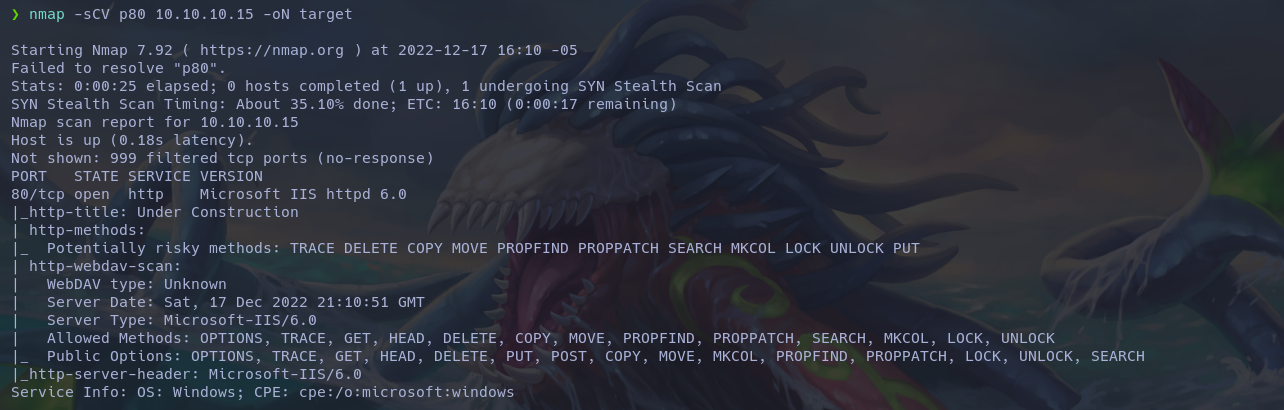 ❯ nmap -sCV p80 10.10.10.15 -oN target
Starting Nmap 7.92 ( https://nmap.org ) at 2022-12-17 16:10 -05
Failed to resolve "p80".
Stats: 0:00:25 elapsed; 0 hosts completed (1 up), 1 undergoing SYN Stealth Scan
SYN Stealth Scan Timing: About 35.10% done; ETC: 16:10 (0:00:17 remaining)
Nmap scan report for 10.10.10.15
Host is up (0.18s latency).
Not shown: 999 filtered tcp ports (no-response)
PORT   STATE SERVICE VERSION
80/tcp open  http    Microsoft IIS httpd 6.0
|_http-title: Under Construction
| http-methods:
|_  Potentially risky methods: TRACE DELETE COPY MOVE PROPFIND PROPPATCH SEARCH MKCOL LOCK UNLOCK PUT
| http-webdav-scan:
|   WebDAV type: Unknown
|   Server Date: Sat, 17 Dec 2022 21:10:51 GMT
|   Server Type: Microsoft-IIS/6.0
|   Allowed Methods: OPTIONS, TRACE, GET, HEAD, DELETE, COPY, MOVE, PROPFIND, PROPPATCH, SEARCH, MKCOL, LOCK, UNLOCK
|_  Public Options: OPTIONS, TRACE, GET, HEAD, DELETE, PUT, POST, COPY, MOVE, MKCOL, PROPFIND, PROPPATCH, LOCK, UNLOCK, SEARCH
|_http-server-header: Microsoft-IIS/6.0
Service Info: OS: Windows; CPE: cpe:/o:microsoft:windows